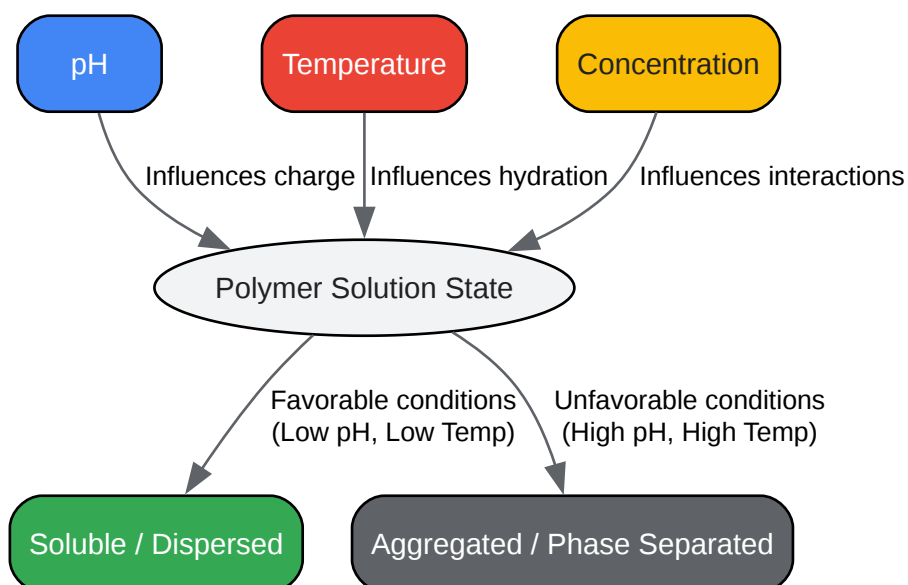 pH
Temperature
Concentration
Influences charge
Influences hydration
Influences interactions
Polymer Solution State
Favorable conditions
(Low pH, Low Temp)
Unfavorable conditions
(High pH, High Temp)
Soluble / Dispersed
Aggregated / Phase Separated